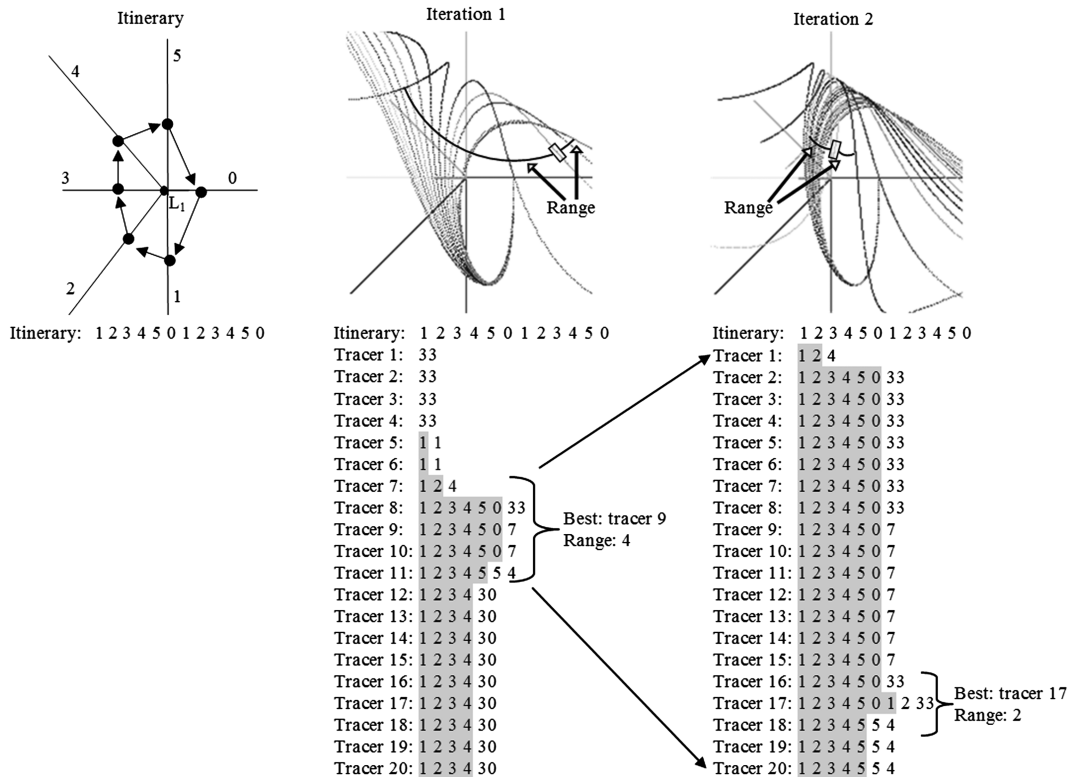 Itinerary
5
4
3
0
L1
2
1
Itinerary: 1 2 3 4 5 0 1 2 3 4 5 0
Iteration 1
Range
Itinerary: 1 2 3 4 5 0 1 2 3 4 5 0
Tracer 1: 33
Tracer 2: 33
Tracer 3: 33
Tracer 4: 33
Tracer 5: 1 1
Tracer 6: 1 1
Tracer 7: 1 2 4
Tracer 8: 1 2 3 4 5 0 33
Tracer 9: 1 2 3 4 5 0 7
Tracer 10: 1 2 3 4 5 0 7
Tracer 11: 1 2 3 4 5 5 4
Tracer 12: 1 2 3 4 30
Tracer 13: 1 2 3 4 30
Tracer 14: 1 2 3 4 30
Tracer 15: 1 2 3 4 30
Tracer 16: 1 2 3 4 30
Tracer 17: 1 2 3 4 30
Tracer 18: 1 2 3 4 30
Tracer 19: 1 2 3 4 30
Tracer 20: 1 2 3 4 30
Best: tracer 9
Range: 4
Iteration 2
Range
Itinerary: 1 2 3 4 5 0 1 2 3 4 5 0
Tracer 1: 1 2 4
Tracer 2: 1 2 3 4 5 0 33
Tracer 3: 1 2 3 4 5 0 33
Tracer 4: 1 2 3 4 5 0 33
Tracer 5: 1 2 3 4 5 0 33
Tracer 6: 1 2 3 4 5 0 33
Tracer 7: 1 2 3 4 5 0 33
Tracer 8: 1 2 3 4 5 0 33
Tracer 9: 1 2 3 4 5 0 7
Tracer 10: 1 2 3 4 5 0 7
Tracer 11: 1 2 3 4 5 0 7
Tracer 12: 1 2 3 4 5 0 7
Tracer 13: 1 2 3 4 5 0 7
Tracer 14: 1 2 3 4 5 0 7
Tracer 15: 1 2 3 4 5 0 7
Tracer 16: 1 2 3 4 5 0 33
Tracer 17: 1 2 3 4 5 0 1 2 33
Tracer 18: 1 2 3 4 5 5 4
Tracer 19: 1 2 3 4 5 5 4
Tracer 20: 1 2 3 4 5 5 4
Best: tracer 17
Range: 2